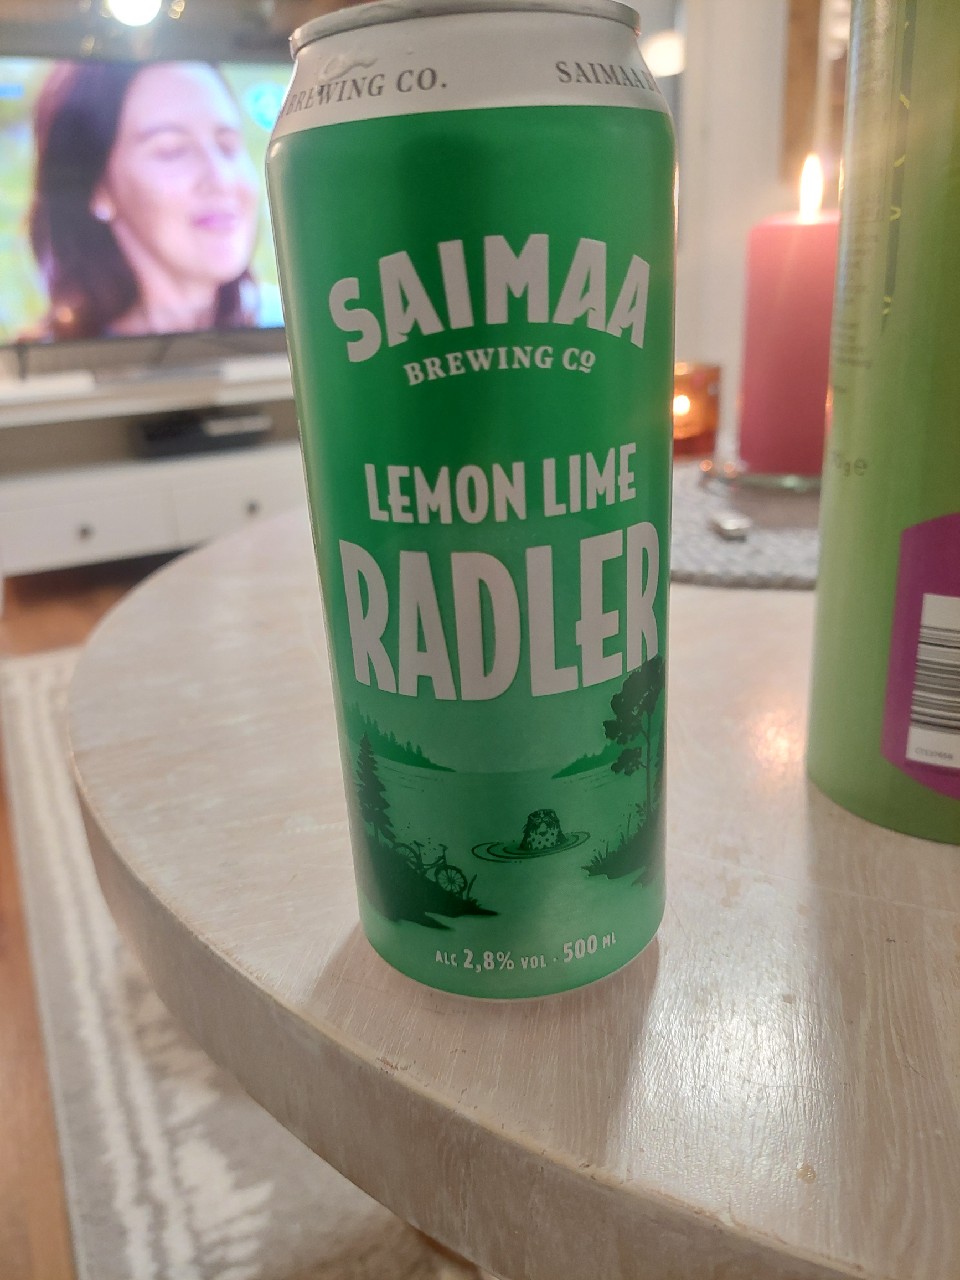 BREWING CO.
SAIMAA
SAIMAA
BREWING Co
LEMON LIME
RADLER
ALC 2,8% VOL · 500 ML